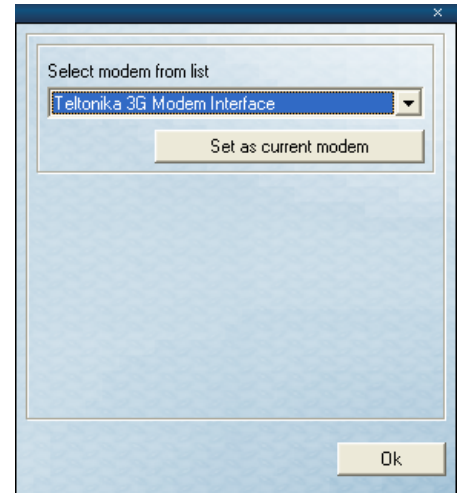 Select modem from list
Teltonika 3G Modem Interface
Set as current modem
Ok